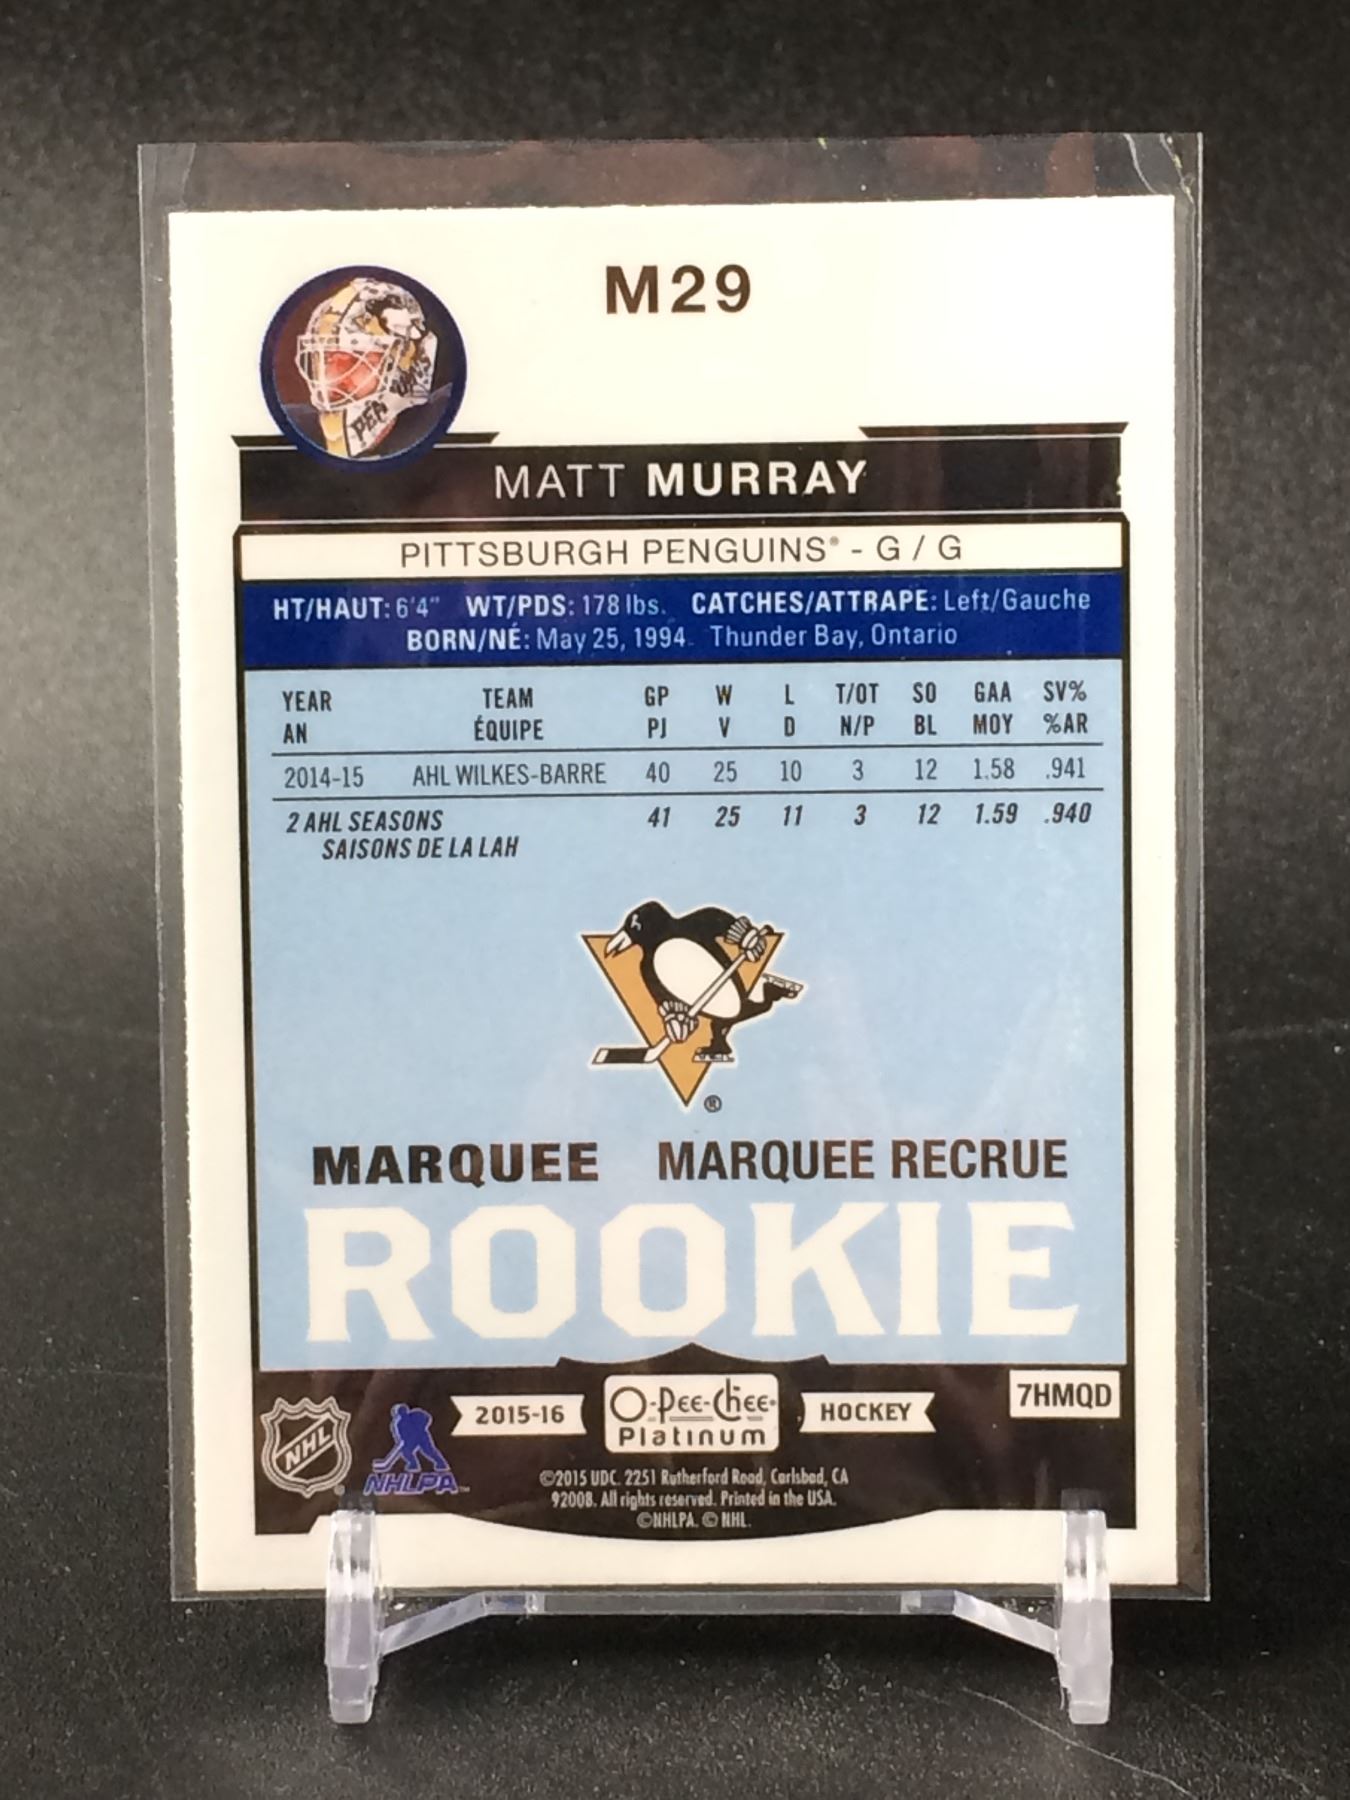 M29
PENGUINS
PEN
MATT MURRAY
PITTSBURGH PENGUINS® - G / G
HT/HAUT: 6'4" WT/PDS: 178 lbs. CATCHES/ATTRAPE: Left/Gauche
BORN/NÉ: May 25, 1994 Thunder Bay, Ontario
YEAR TEAM GP W L T/OT SO GAA SV%
AN ÉQUIPE PJ V D N/P BL MOY %AR
2014-15 AHL WILKES-BARRE 40 25 10 3 12 1.58 .941
2 AHL SEASONS 41 25 11 3 12 1.59 .940
SAISONS DE LA LAH
®
MARQUEE MARQUEE RECRUE
ROOKIE
7HMQD
NHL NHLPA™ 2015-16 O-Pee-Chee® HOCKEY
Platinum
©2015 UDC. 2251 Rutherford Road, Carlsbad, CA
92008. All rights reserved. Printed in the USA.
©NHLPA. © NHL.